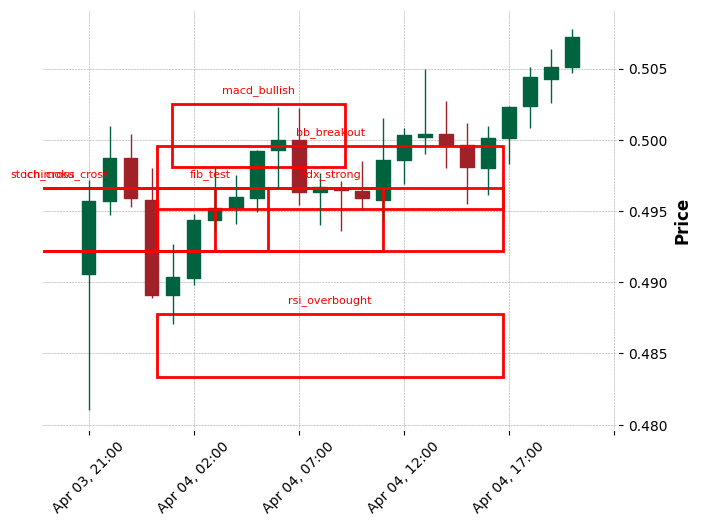 macd_bullish
bb_breakout
fib_test
rsi_overbought
0.505
0.500
0.495
0.490
0.485
0.480
Price
Apr 03, 21:00
Apr 04, 02:00
Apr 04, 07:00
Apr 04, 12:00
Apr 04, 17:00